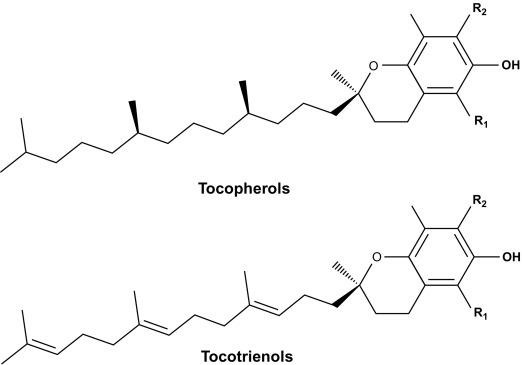 R2
O
OH
R1
Tocopherols
R2
O
OH
R1
Tocotrienols